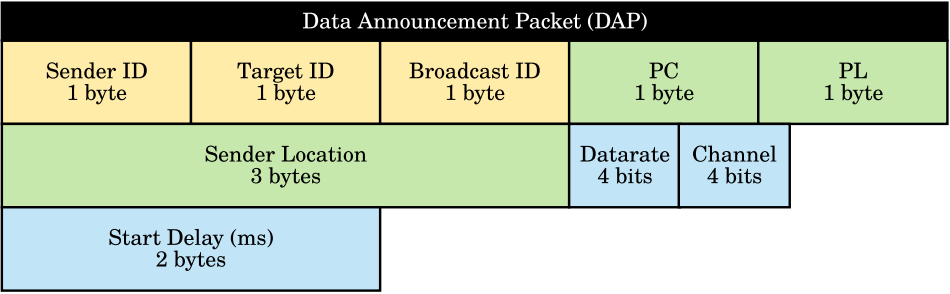 Data Announcement Packet (DAP)
Sender ID
1 byte
Target ID
1 byte
Broadcast ID
1 byte
PC
1 byte
PL
1 byte
Sender Location
3 bytes
Datarate
4 bits
Channel
4 bits
Start Delay (ms)
2 bytes